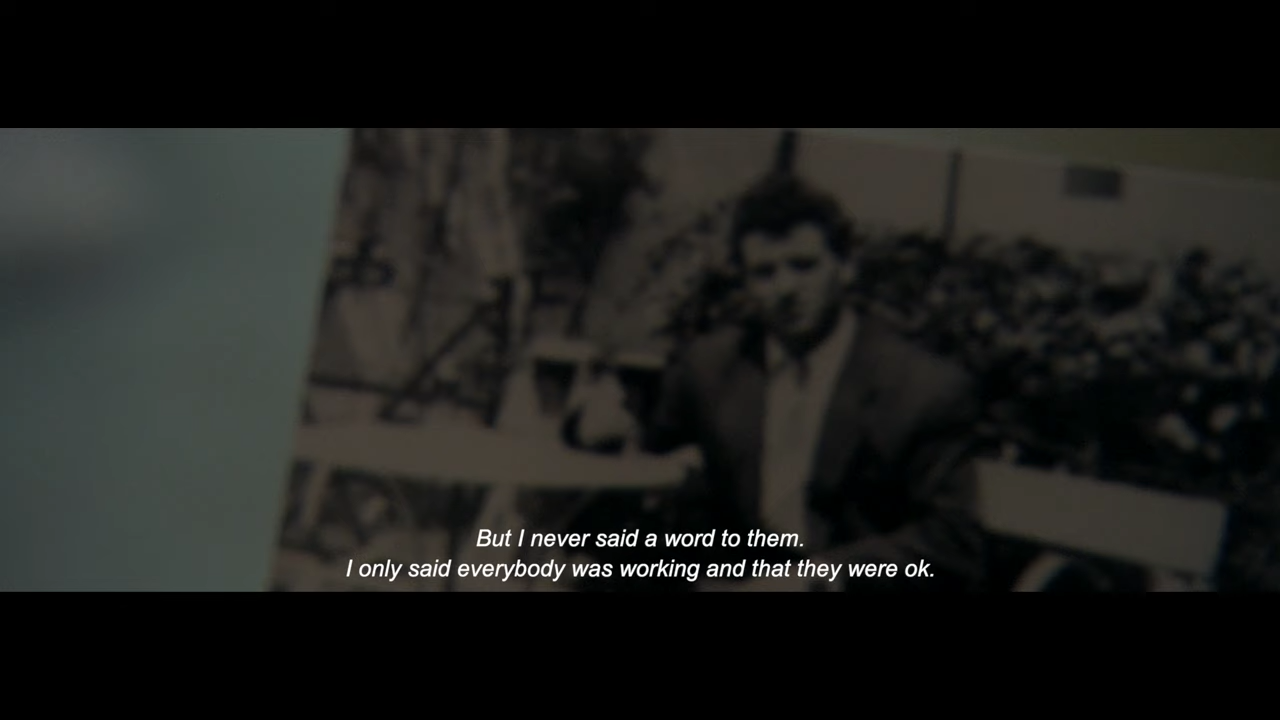 But I never said a word to them.
I only said everybody was working and that they were ok.